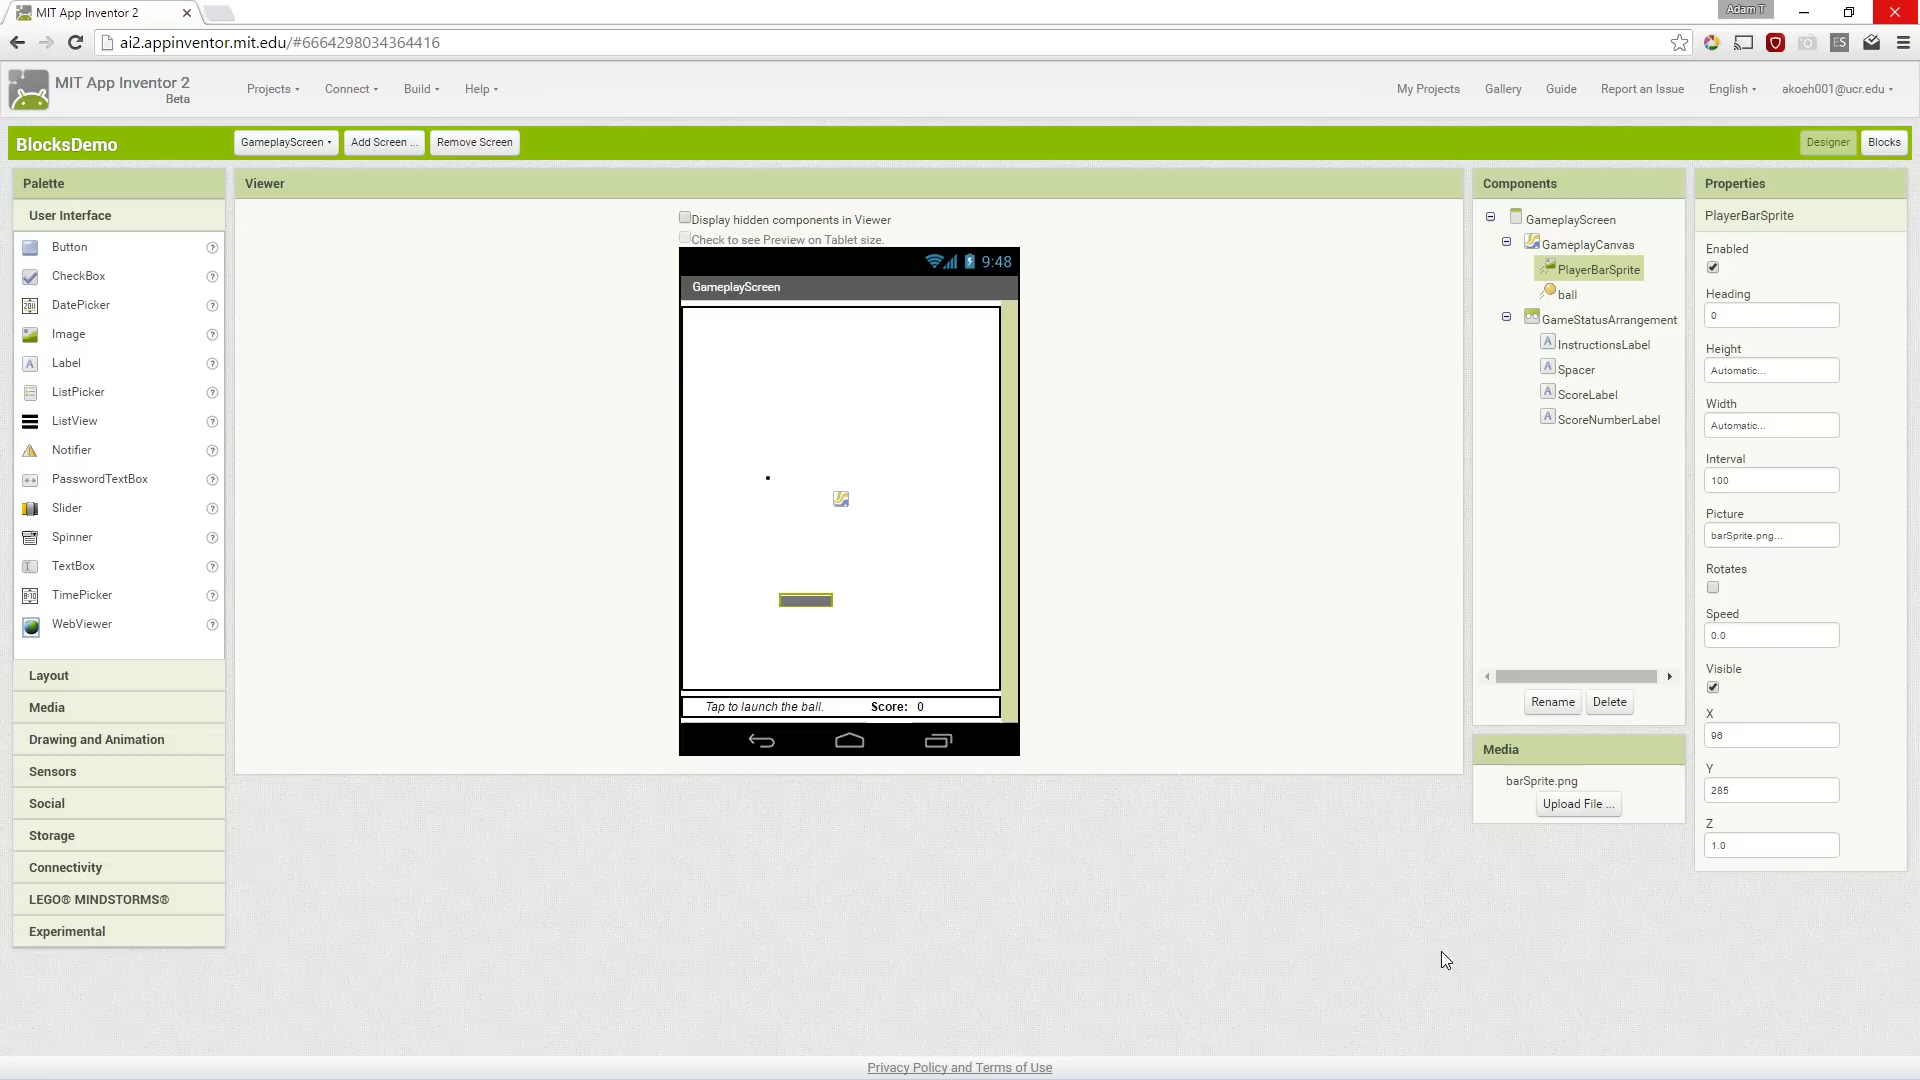 MIT App Inventor 2
Adam T
ai2.appinventor.mit.edu/#6664298034364416
ES
MIT App Inventor 2
Beta
Projects
Connect
Build
Help
My Projects
Gallery
Guide
Report an Issue
English
akoeh001@ucr.edu
BlocksDemo
GameplayScreen
Add Screen ...
Remove Screen
Designer
Blocks
Palette
User Interface
Button
CheckBox
DatePicker
Image
Label
ListPicker
ListView
Notifier
PasswordTextBox
Slider
Spinner
TextBox
TimePicker
WebViewer
Layout
Media
Drawing and Animation
Sensors
Social
Storage
Connectivity
LEGO® MINDSTORMS®
Experimental
Viewer
Display hidden components in Viewer
Check to see Preview on Tablet size.
9:48
GameplayScreen
Tap to launch the ball.
Score: 0
Components
GameplayScreen
GameplayCanvas
PlayerBarSprite
ball
GameStatusArrangement
InstructionsLabel
Spacer
ScoreLabel
ScoreNumberLabel
Rename
Delete
Media
barSprite.png
Upload File ...
Properties
PlayerBarSprite
Enabled
Heading
0
Height
Automatic...
Width
Automatic...
Interval
100
Picture
barSprite.png...
Rotates
Speed
0.0
Visible
X
96
Y
285
Z
1.0
Privacy Policy and Terms of Use